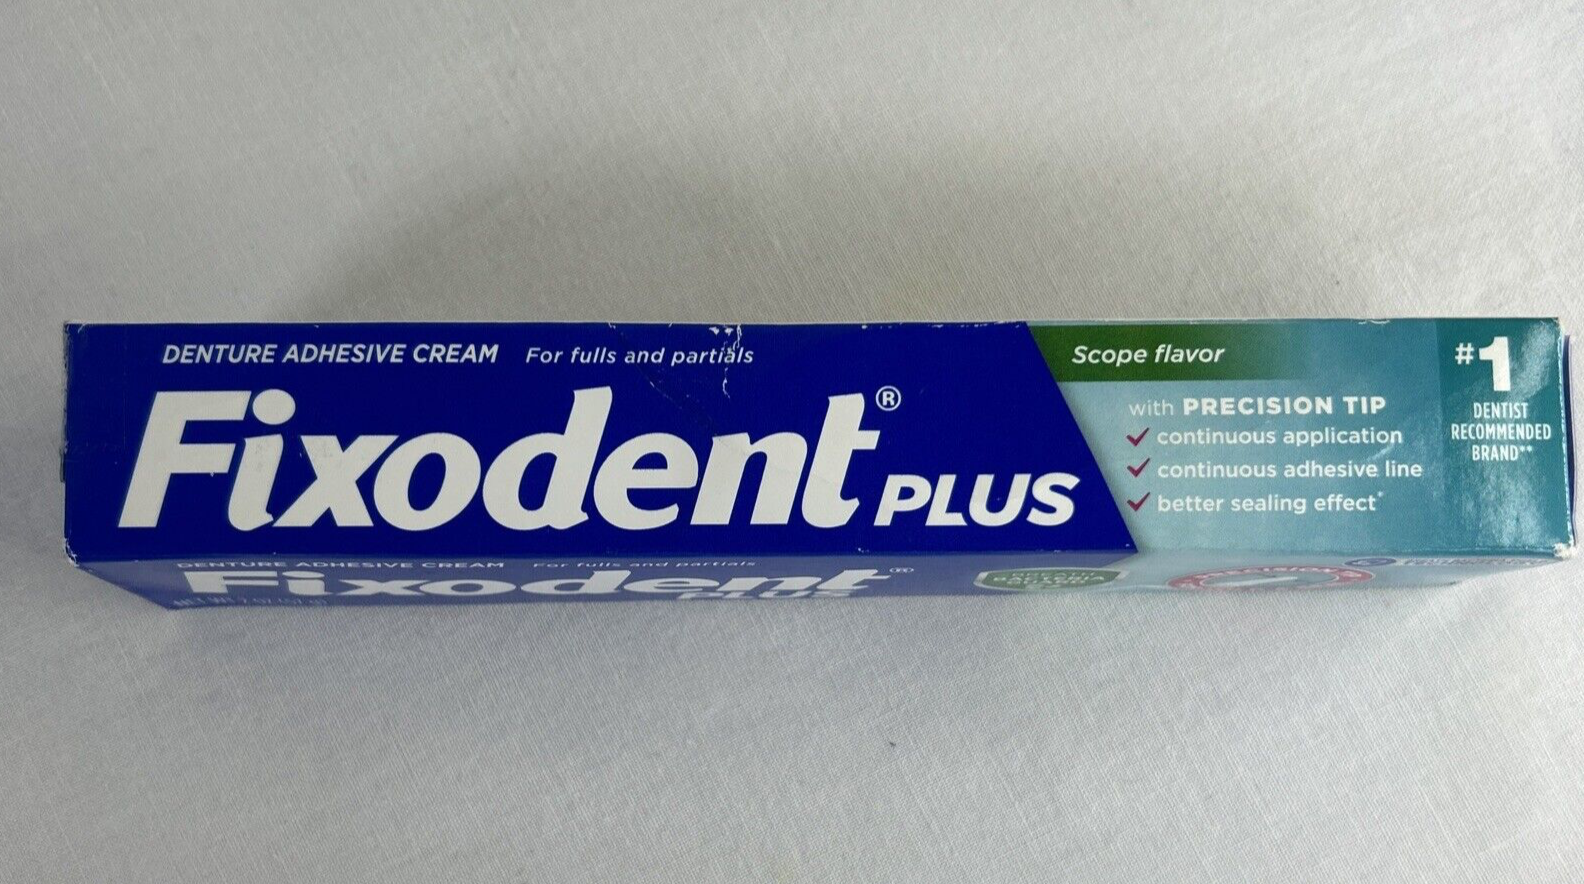 DENTURE ADHESIVE CREAM For fulls and partials
Fixodent® PLUS
Scope flavor
with PRECISION TIP
✓ continuous application
✓ continuous adhesive line
✓ better sealing effect*
#1
DENTIST
RECOMMENDED
BRAND**
DENTURE ADHESIVE CREAM For fulls and partials
Fixodent®
PLUS